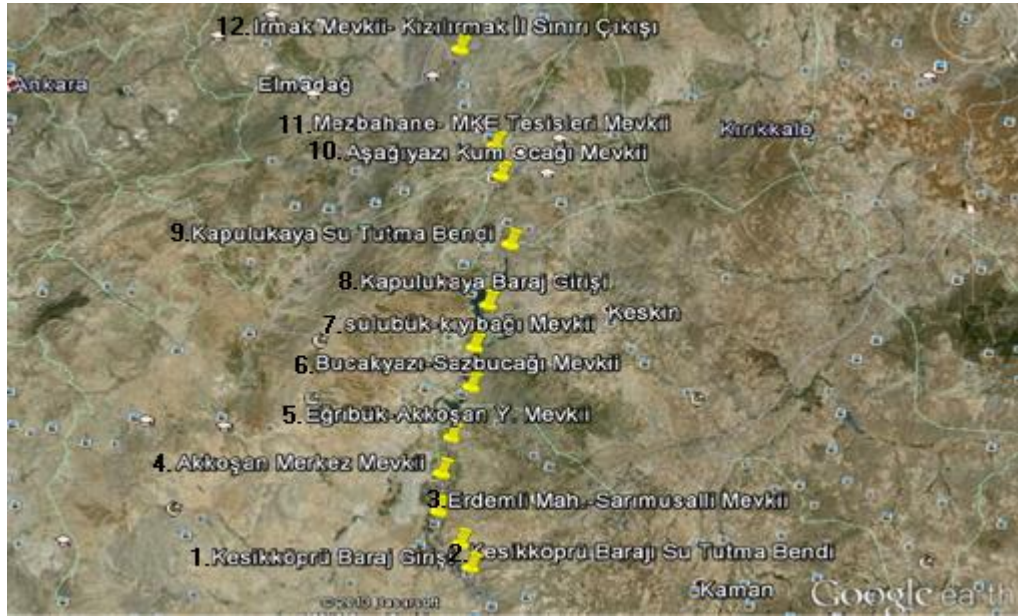 12.Irmak Mevkii- Kızılırmak İl Sınırı Çıkışı
Ankara
Elmadağ
11.Mezbahane- MKE Tesisleri Mevkii
Kırıkkale
10.Aşağıyazı Kum Ocağı Mevkii
9.Kapulukaya Su Tutma Bendi
8.Kapulukaya Baraj Girişi
Keskin
7.sulubük-kıyıbağı Mevkii
6.Bucakyazı-Sazbucağı Mevkii
5.Eğribük-Akkoşan Y. Mevkii
4.Akkoşan Merkez Mevkii
3.Erdemli Mah.-Sarımusalli Mevkii
1.Kesikköprü Baraj Girişi
2.Kesikköprü Barajı Su Tutma Bendi
Kaman
©2010 Basarsoft
Google earth